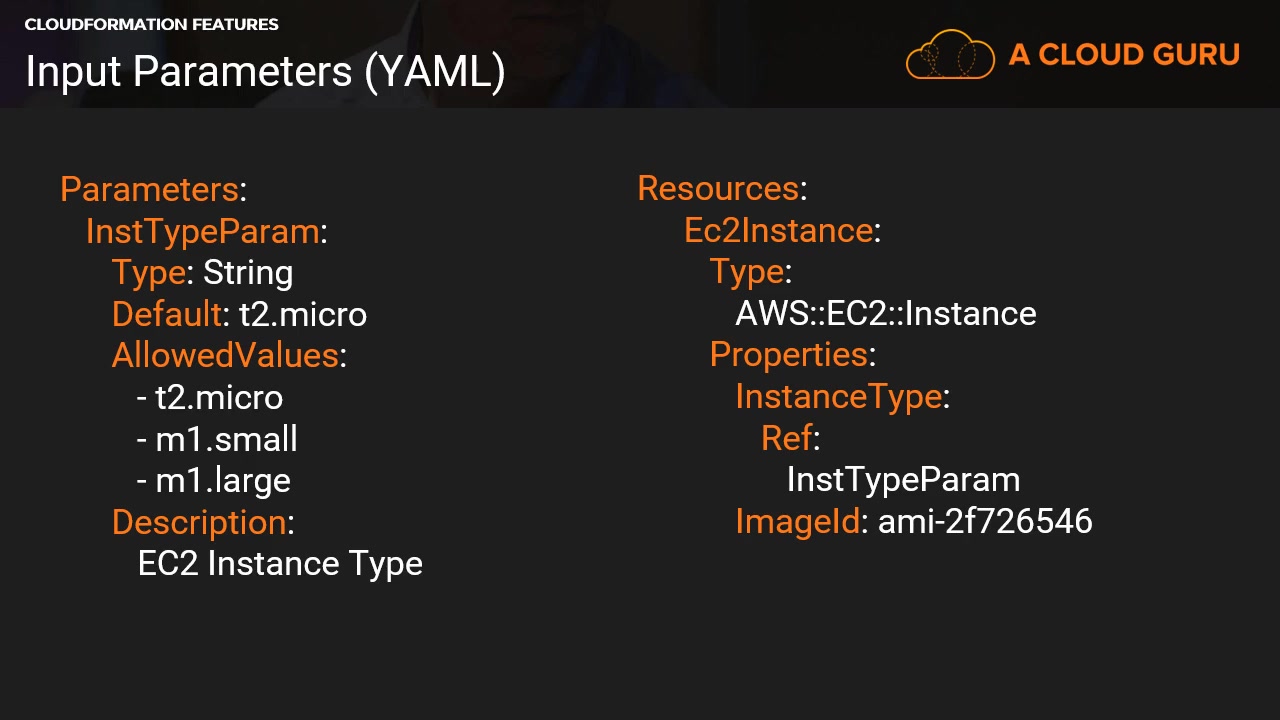 CLOUDFORMATION FEATURES
Input Parameters (YAML)
A CLOUD GURU
Parameters:
InstTypeParam:
Type: String
Default: t2.micro
AllowedValues:
- t2.micro
- m1.small
- m1.large
Description:
EC2 Instance Type
Resources:
Ec2Instance:
Type:
AWS::EC2::Instance
Properties:
InstanceType:
Ref:
InstTypeParam
ImageId: ami-2f726546